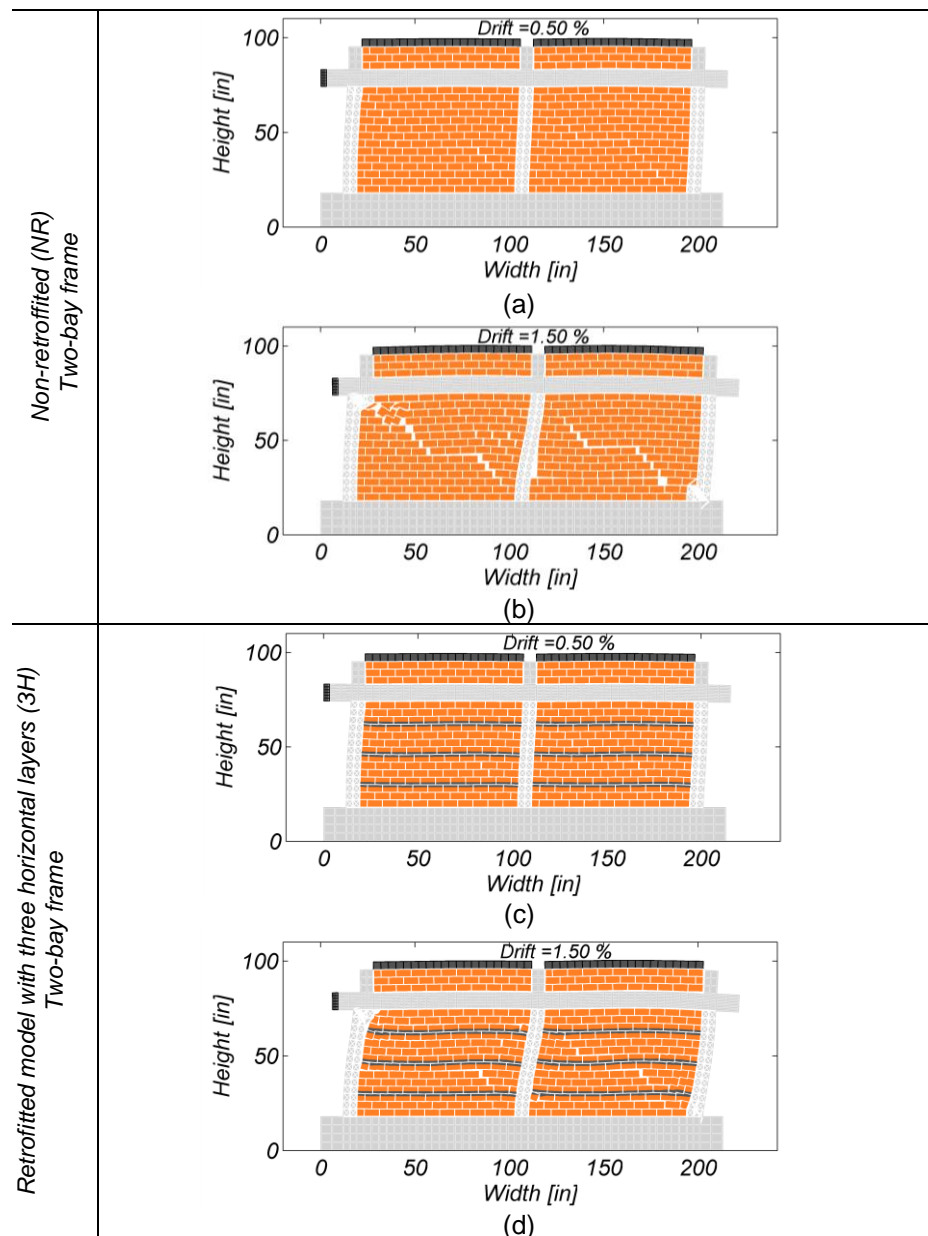 Non-retroffited (NR)
Two-bay frame
Drift =0.50 %
100
50
0
Height [in]
0 50 100 150 200
Width [in]
(a)
Drift =1.50 %
100
50
0
Height [in]
0 50 100 150 200
Width [in]
(b)
Retrofitted model with three horizontal layers (3H)
Two-bay frame
Drift =0.50 %
100
50
0
Height [in]
0 50 100 150 200
Width [in]
(c)
Drift =1.50 %
100
50
0
Height [in]
0 50 100 150 200
Width [in]
(d)